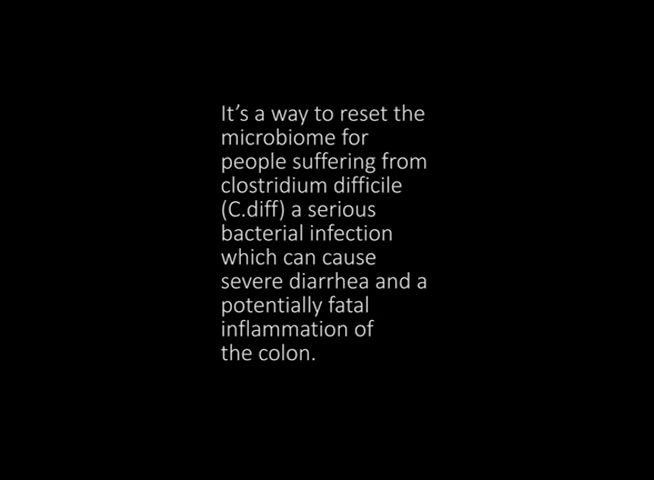 It’s a way to reset the
microbiome for
people suffering from
clostridium difficile
(C.diff) a serious
bacterial infection
which can cause
severe diarrhea and a
potentially fatal
inflammation of
the colon.